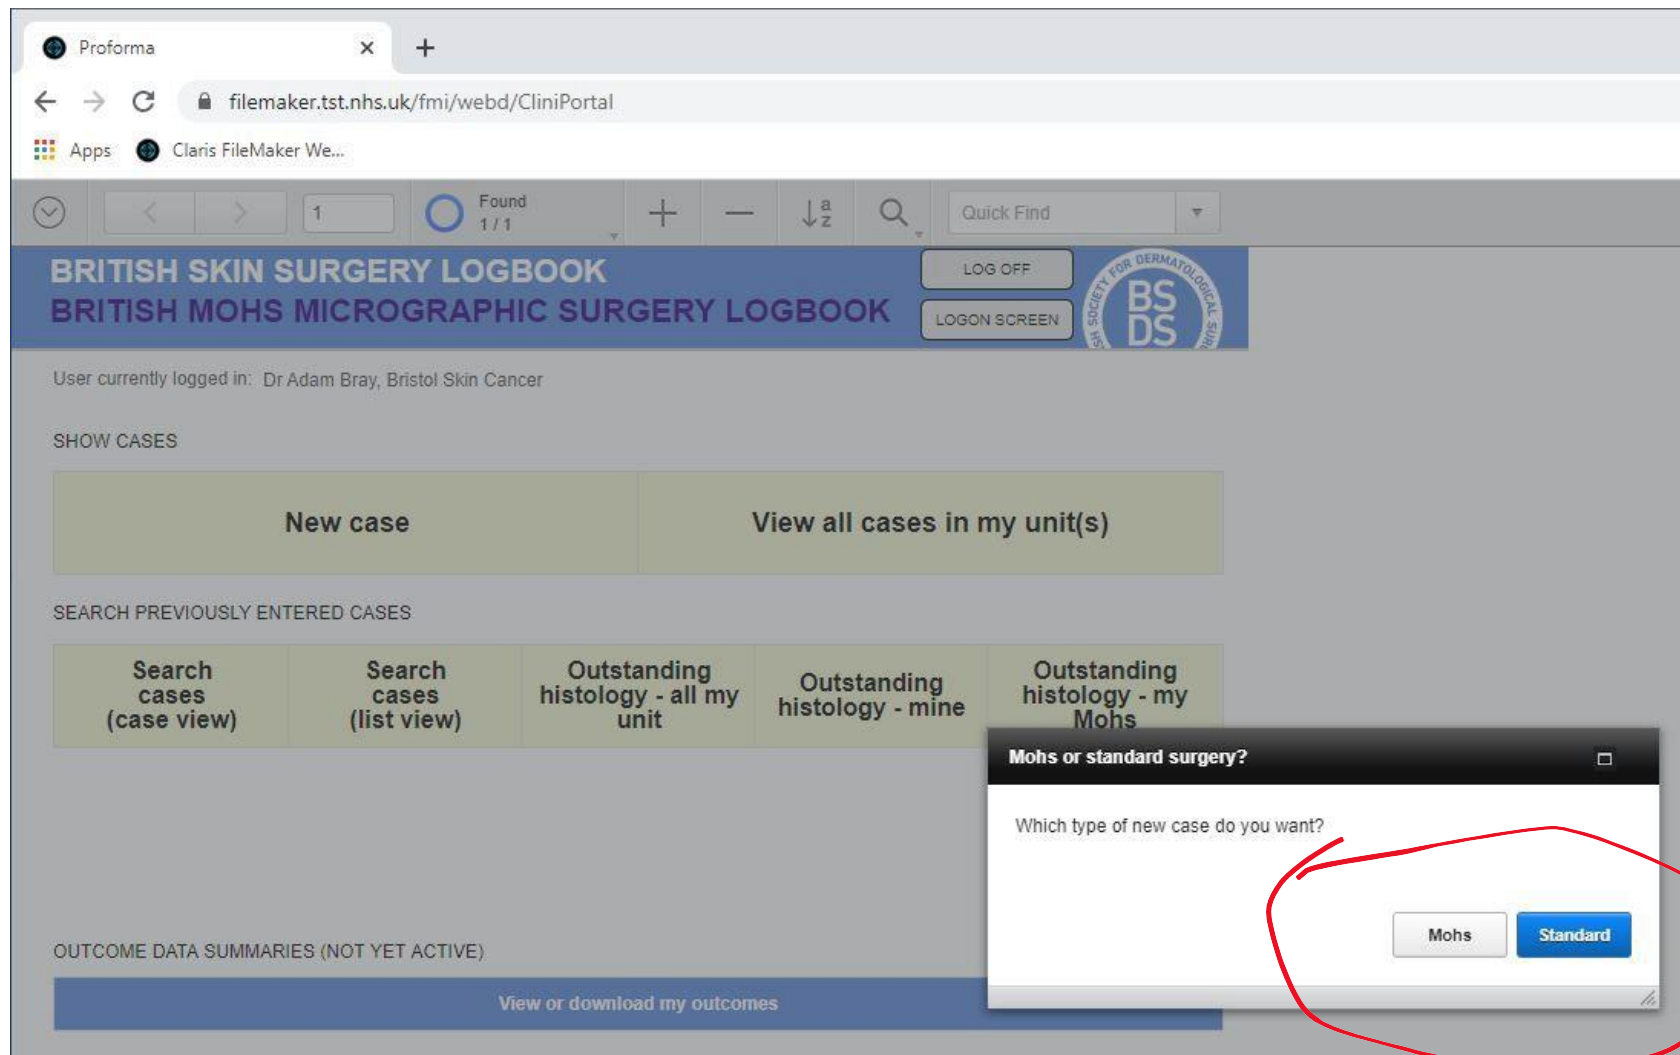 Proforma
filemaker.tst.nhs.uk/fmi/webd/CliniPortal
Apps Claris FileMaker We...
1 Found
1 / 1
a
z
Quick Find
BRITISH SKIN SURGERY LOGBOOK
BRITISH MOHS MICROGRAPHIC SURGERY LOGBOOK
LOG OFF
LOGON SCREEN
SOCIETY FOR DERMATOLOGICAL
BS
DS
User currently logged in: Dr Adam Bray, Bristol Skin Cancer
SHOW CASES
New case
View all cases in my unit(s)
SEARCH PREVIOUSLY ENTERED CASES
Search
cases
(case view)
Search
cases
(list view)
Outstanding
histology - all my
unit
Outstanding
histology - mine
Outstanding
histology - my
Mohs
Mohs or standard surgery?
Which type of new case do you want?
Mohs
Standard
OUTCOME DATA SUMMARIES (NOT YET ACTIVE)
View or download my outcomes